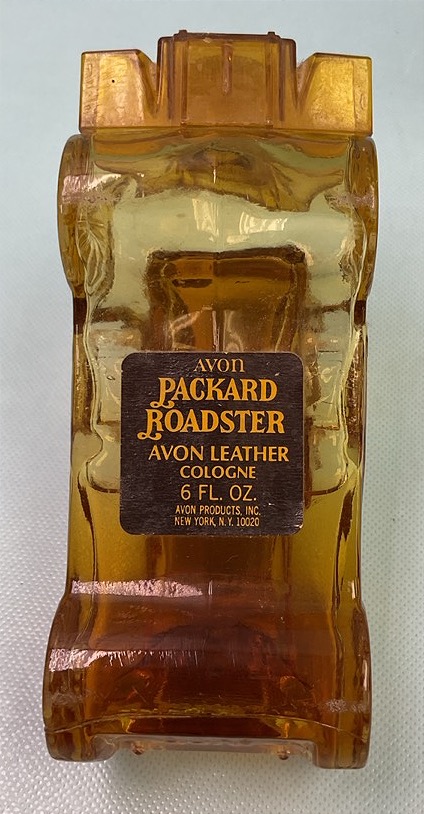 AVON
PACKARD
ROADSTER
AVON LEATHER
COLOGNE
6 FL. OZ.
AVON PRODUCTS, INC.
NEW YORK, N.Y. 10020